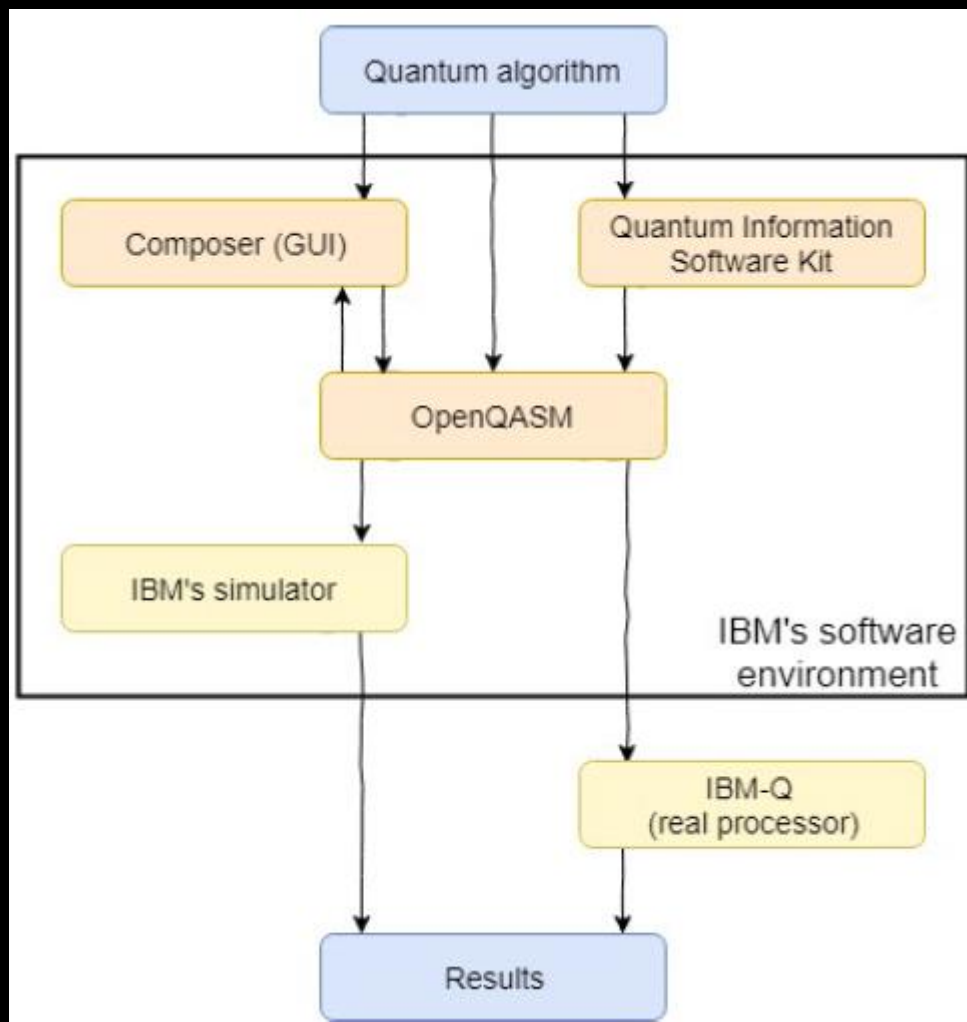 Quantum algorithm
Composer (GUI)
Quantum Information
Software Kit
OpenQASM
IBM's simulator
IBM's software
environment
IBM-Q
(real processor)
Results